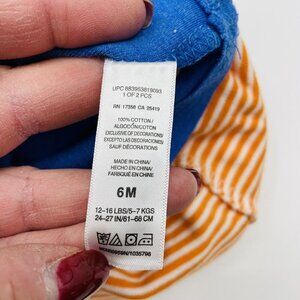 UPC 883953819093
1 OF 2 PCS
RN 17356 CA 25419
100% COTTON/
ALGODÓN/COTON
EXCLUSIVE OF DECORATIONS
EXCEPTO LAS DECORACIONES
SAUF DÉCORATIONS
MADE IN CHINA/
HECHO EN CHINA/
FABRIQUÉ EN CHINE
6M
12-16 LBS/5-7 KGS
24-27 IN/61-68 CM